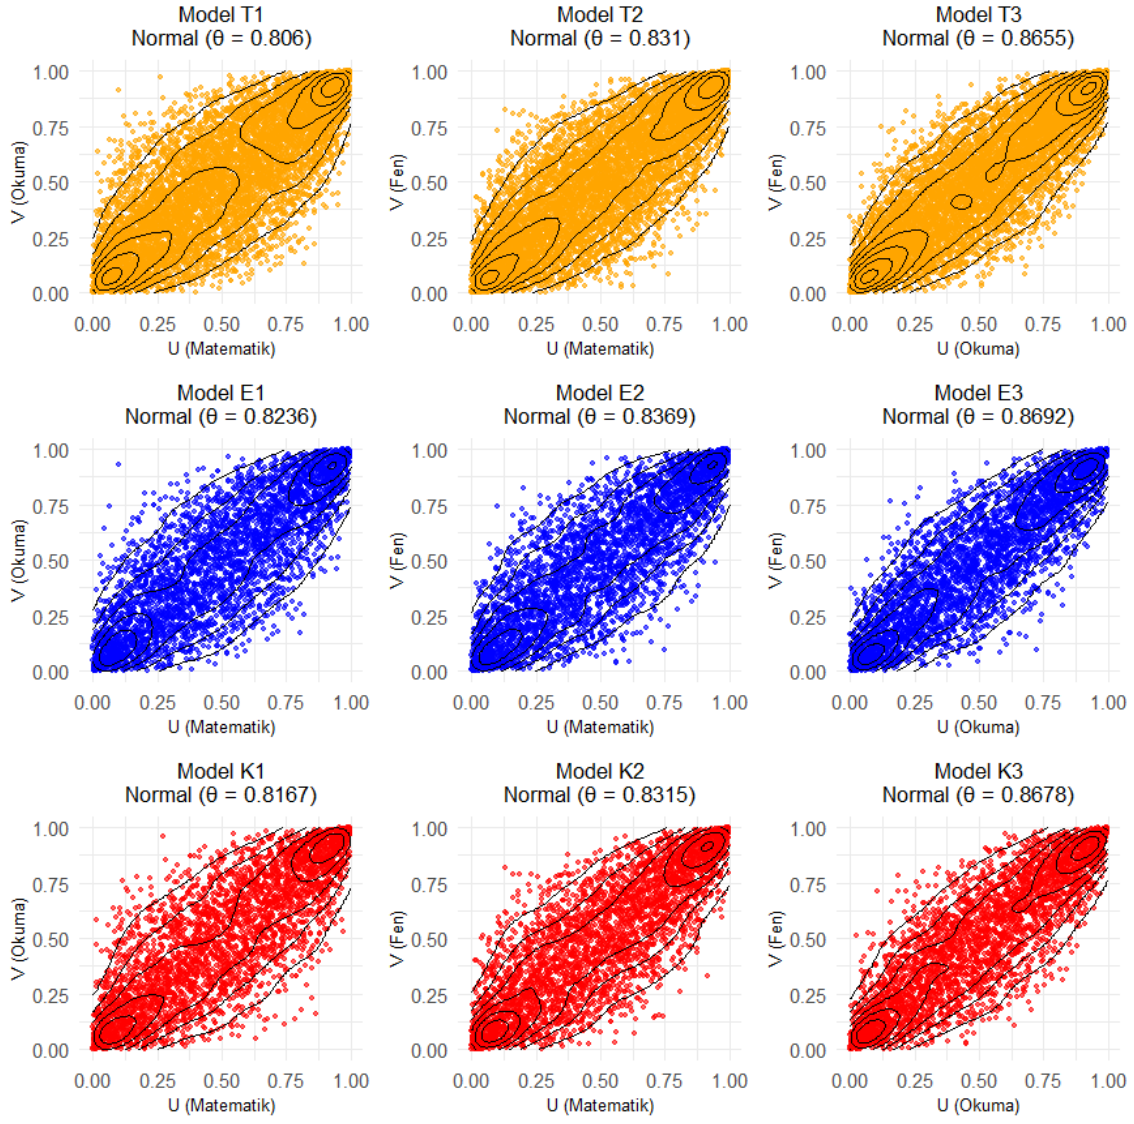 Model T1
Normal (θ = 0.806)
1.00
0.75
0.50
0.25
0.00
V (Okuma)
0.00 0.25 0.50 0.75 1.00
U (Matematik)
Model T2
Normal (θ = 0.831)
1.00
0.75
0.50
0.25
0.00
V (Fen)
0.00 0.25 0.50 0.75 1.00
U (Matematik)
Model T3
Normal (θ = 0.8655)
1.00
0.75
0.50
0.25
0.00
V (Fen)
0.00 0.25 0.50 0.75 1.00
U (Okuma)
Model E1
Normal (θ = 0.8236)
1.00
0.75
0.50
0.25
0.00
V (Okuma)
0.00 0.25 0.50 0.75 1.00
U (Matematik)
Model E2
Normal (θ = 0.8369)
1.00
0.75
0.50
0.25
0.00
V (Fen)
0.00 0.25 0.50 0.75 1.00
U (Matematik)
Model E3
Normal (θ = 0.8692)
1.00
0.75
0.50
0.25
0.00
V (Fen)
0.00 0.25 0.50 0.75 1.00
U (Okuma)
Model K1
Normal (θ = 0.8167)
1.00
0.75
0.50
0.25
0.00
V (Okuma)
0.00 0.25 0.50 0.75 1.00
U (Matematik)
Model K2
Normal (θ = 0.8315)
1.00
0.75
0.50
0.25
0.00
V (Fen)
0.00 0.25 0.50 0.75 1.00
U (Matematik)
Model K3
Normal (θ = 0.8678)
1.00
0.75
0.50
0.25
0.00
V (Fen)
0.00 0.25 0.50 0.75 1.00
U (Okuma)